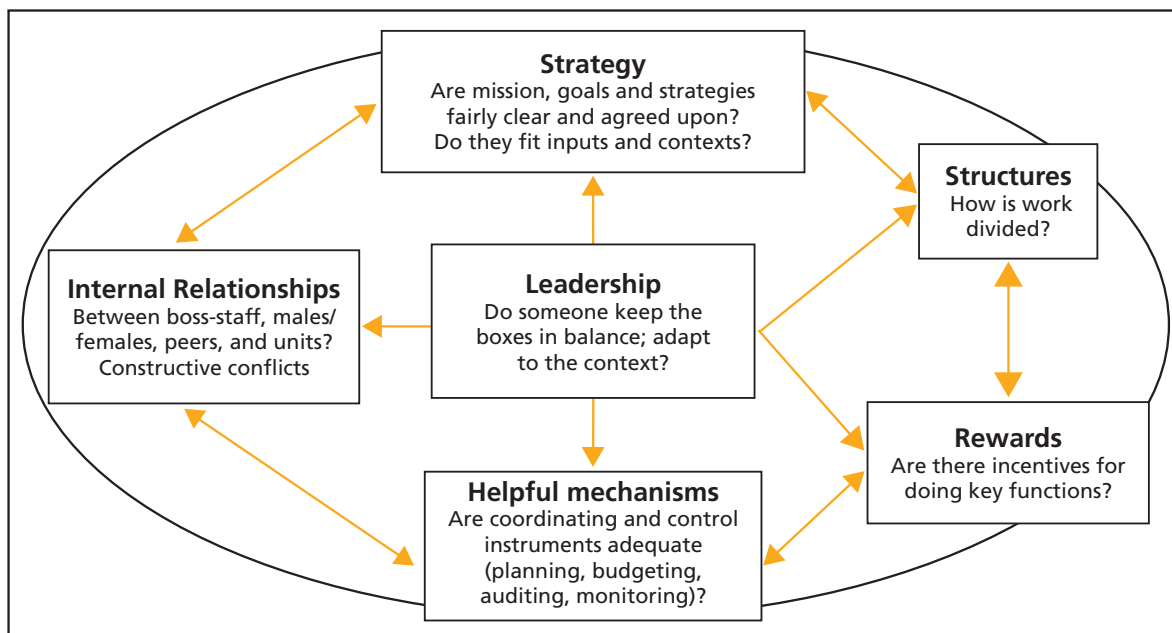 Strategy
Are mission, goals and strategies
fairly clear and agreed upon?
Do they fit inputs and contexts?
Structures
How is work
divided?
Internal Relationships
Between boss-staff, males/
females, peers, and units?
Constructive conflicts
Leadership
Do someone keep the
boxes in balance; adapt
to the context?
Rewards
Are there incentives for
doing key functions?
Helpful mechanisms
Are coordinating and control
instruments adequate
(planning, budgeting,
auditing, monitoring)?